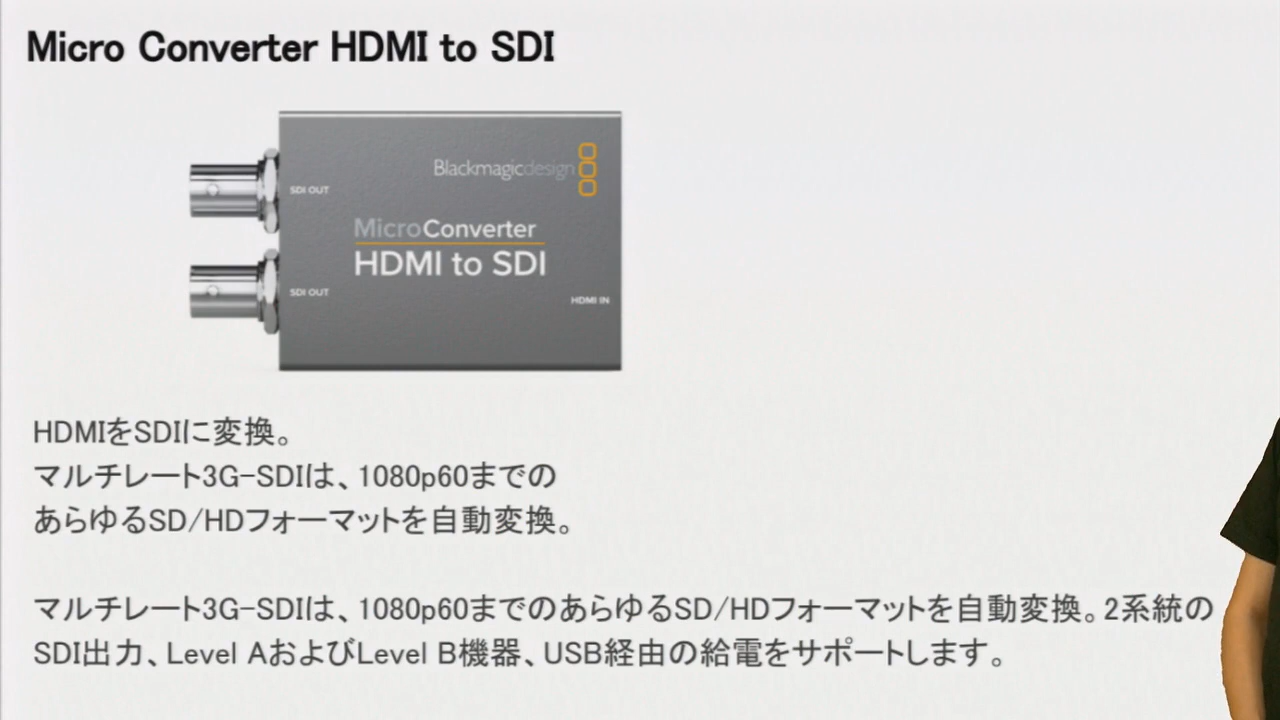 Micro Converter HDMI to SDI
Blackmagicdesign
SDI OUT
MicroConverter
HDMI to SDI
SDI OUT
HDMI IN
HDMIをSDIに変換。
マルチレート3G-SDIは、1080p60までの
あらゆるSD/HDフォーマットを自動変換。
マルチレート3G-SDIは、1080p60までのあらゆるSD/HDフォーマットを自動変換。2系統の
SDI出力、Level AおよびLevel B機器、USB経由の給電をサポートします。